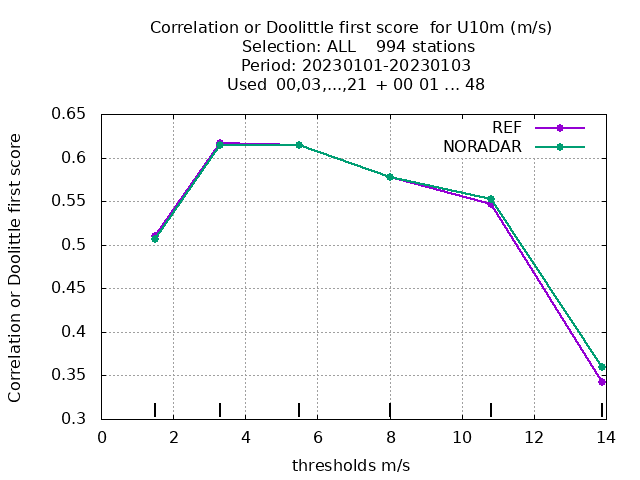 Correlation or Doolittle first score  for U10m (m/s)
Selection: ALL    994 stations
Period: 20230101-20230103
Used  00,03,...,21  + 00 01 ... 48
REF
NORADAR
Correlation or Doolittle first score
0.65
0.6
0.55
0.5
0.45
0.4
0.35
0.3
0 2 4 6 8 10 12 14
thresholds m/s